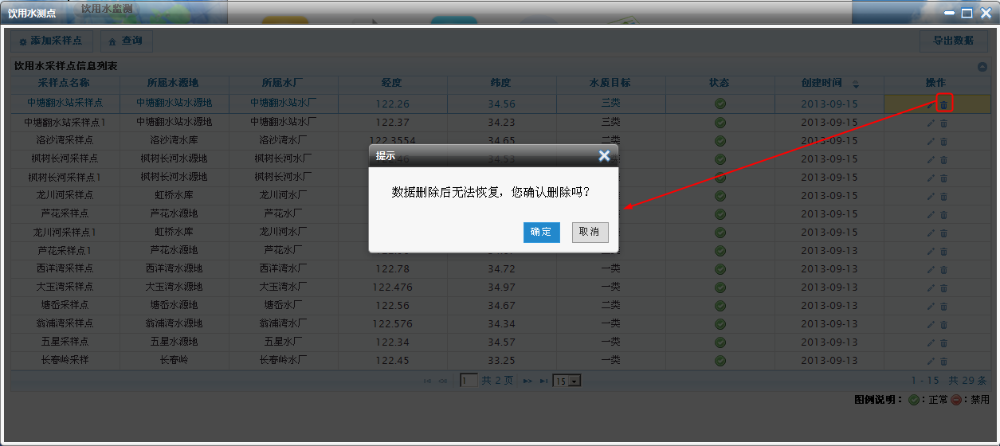 饮用水监测
饮用水测点
添加采样点 查询 导出数据
饮用水采样点信息列表
采样点名称 所属水源地 所属水厂 经度 纬度 水质目标 状态 创建时间 操作
中塘翻水站采样点 中塘翻水站水源地 中塘翻水站水厂 122.26 34.56 三类 2013-09-15
中塘翻水站采样点1 中塘翻水站水源地 中塘翻水站水厂 122.37 34.23 三类 2013-09-15
洛沙湾采样点 洛沙湾水库 洛沙湾水厂 122.3554 34.65 二类 2013-09-15
枫树长河采样点 枫树长河水源地 枫树长河水厂 34.53 2013-09-15
枫树长河采样点1 枫树长河水源地 枫树长河水厂 2013-09-15
龙川河采样点 虹桥水库 龙川河水厂 2013-09-15
芦花采样点 芦花水源地 芦花水厂 2013-09-15
龙川河采样点1 虹桥水库 龙川河水厂 2013-09-15
芦花采样点1 芦花水源地 芦花水厂 2013-09-15
西洋湾采样点 西洋湾水源地 西洋湾水厂 122.78 34.72 一类 2013-09-13
大玉湾采样点 大玉湾水源地 大玉湾水厂 122.476 34.97 一类 2013-09-13
塘岙采样点 塘岙水源地 塘岙水厂 122.56 34.67 二类 2013-09-13
翁浦湾采样点 翁浦湾水源地 翁浦湾水厂 122.576 34.34 一类 2013-09-13
五星采样点 五星水源地 五星水厂 122.34 34.57 一类 2013-09-13
长春岭采样 长春岭 长春岭水厂 122.45 33.25 一类 2013-09-13
1 共 2 页 15 1 - 15 共 29 条
图例说明： ：正常 ：禁用
提示
数据删除后无法恢复，您确认删除吗？
确定 取消